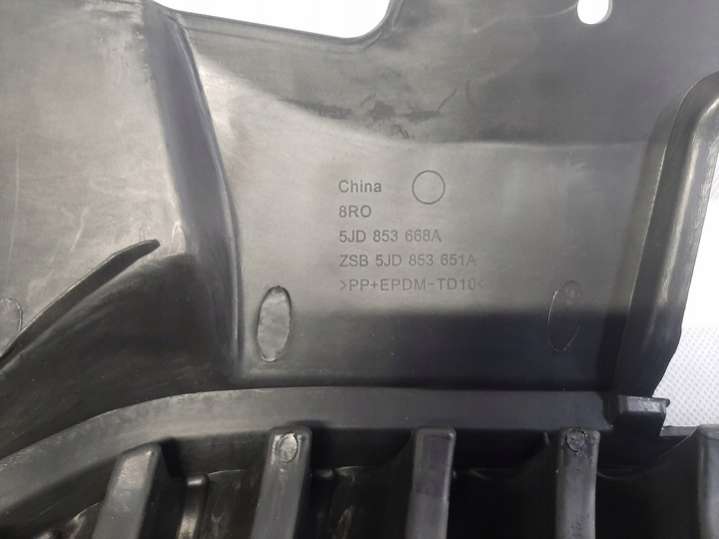 China
8RO
5JD 853 668A
ZSB 5JD 853 651A
>PP+EPDM-TD10<